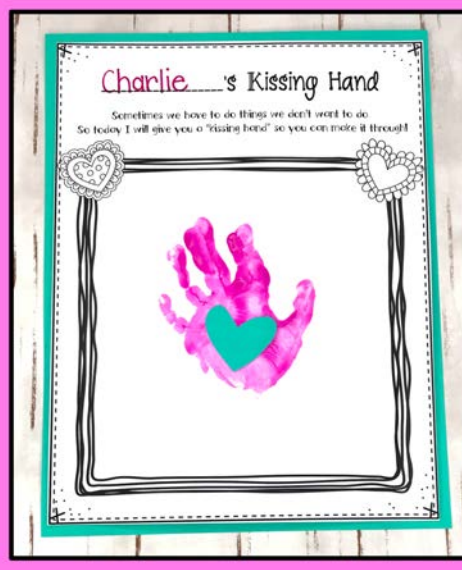 Charlie's Kissing Hand
Sometimes we have to do things we don't want to do.
So today I will give you a "kissing hand" so you can make it through!